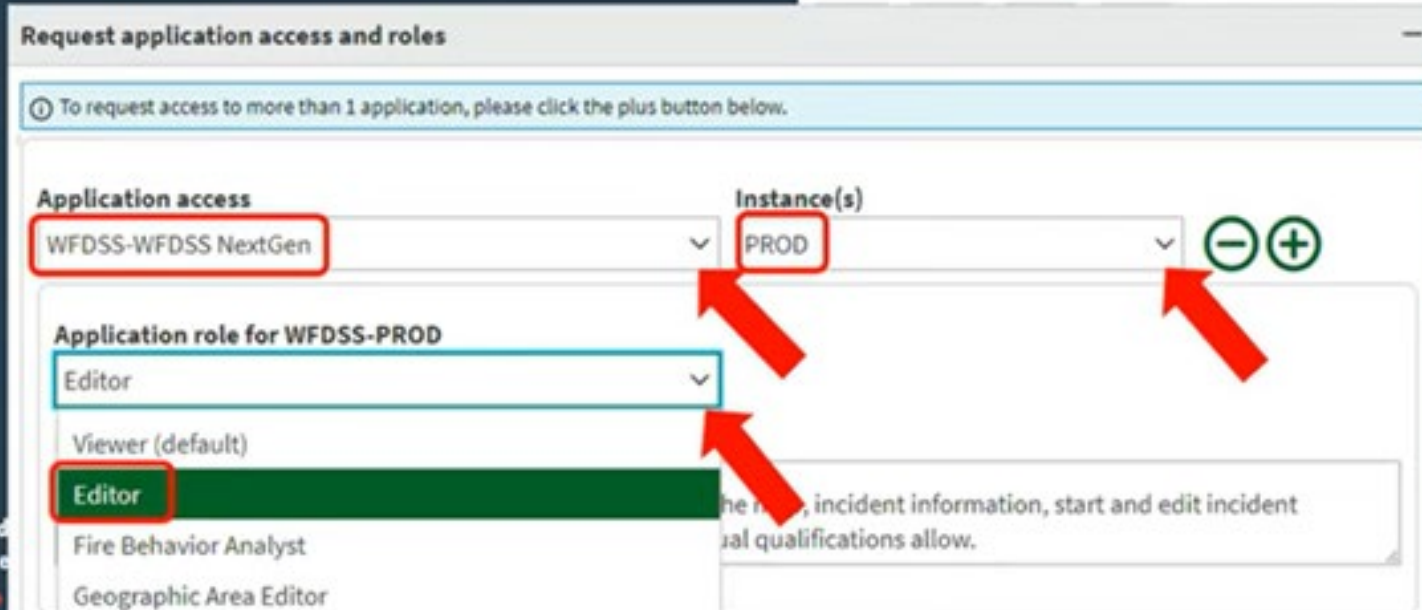 Request application access and roles
To request access to more than 1 application, please click the plus button below.
Application access
Instance(s)
WFDSS-WFDSS NextGen
PROD
Application role for WFDSS-PROD
Editor
Viewer (default)
Editor
he , incident information, start and edit incident
qualifications allow.
Fire Behavior Analyst
Geographic Area Editor